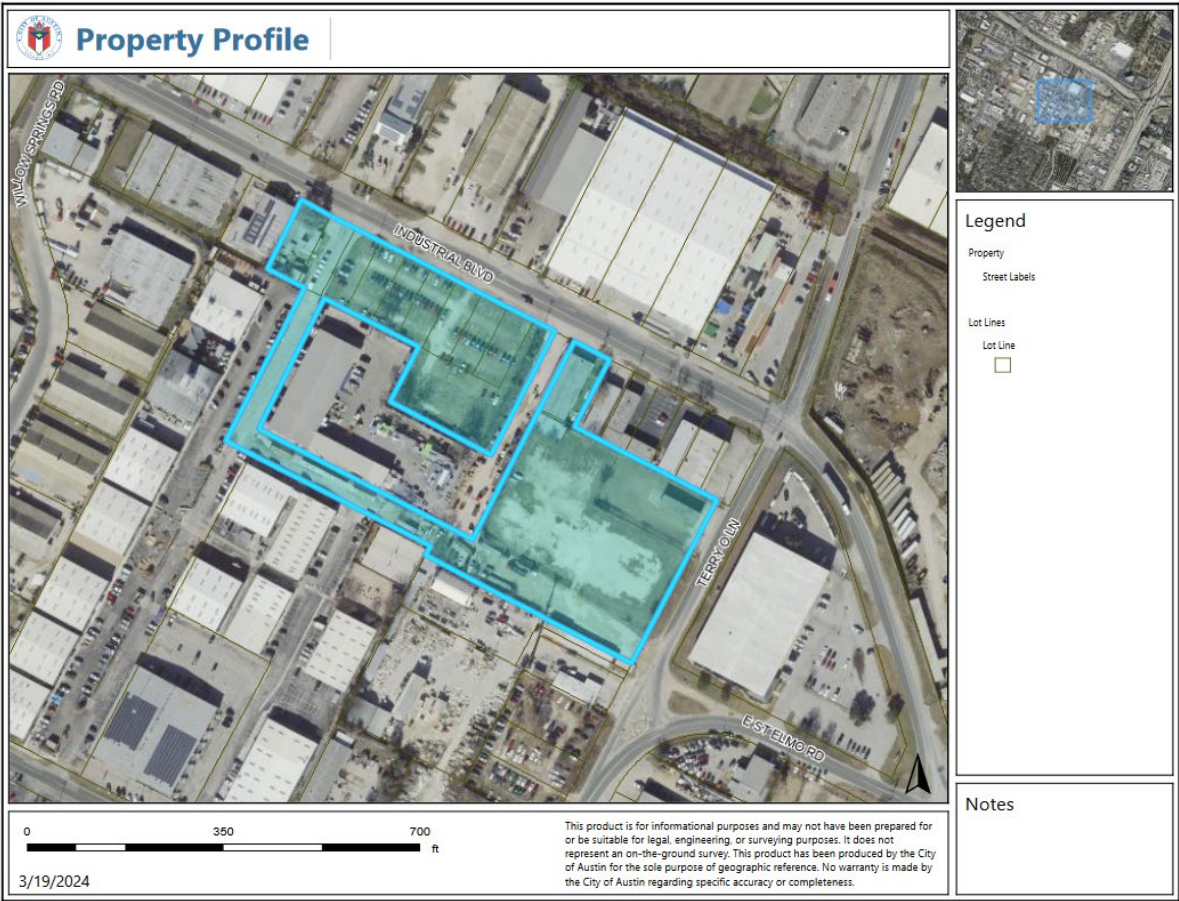 CITY OF AUSTIN
Property Profile
WILLOW SPRINGS RD
INDUSTRIAL BLVD
TERRY O LN
E ST ELMO RD
Legend
Property
Street Labels
Lot Lines
Lot Line
Notes
0 350 700
ft
3/19/2024
This product is for informational purposes and may not have been prepared for
or be suitable for legal, engineering, or surveying purposes. It does not
represent an on-the-ground survey. This product has been produced by the City
of Austin for the sole purpose of geographic reference. No warranty is made by
the City of Austin regarding specific accuracy or completeness.